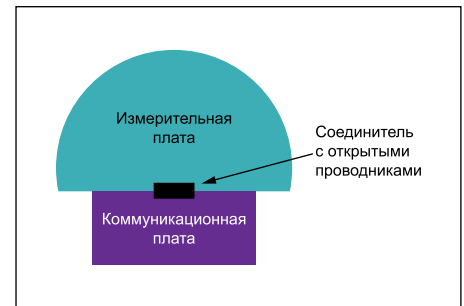 Измерительная
плата
Соединитель
с открытыми
проводниками
Коммуникационная
плата